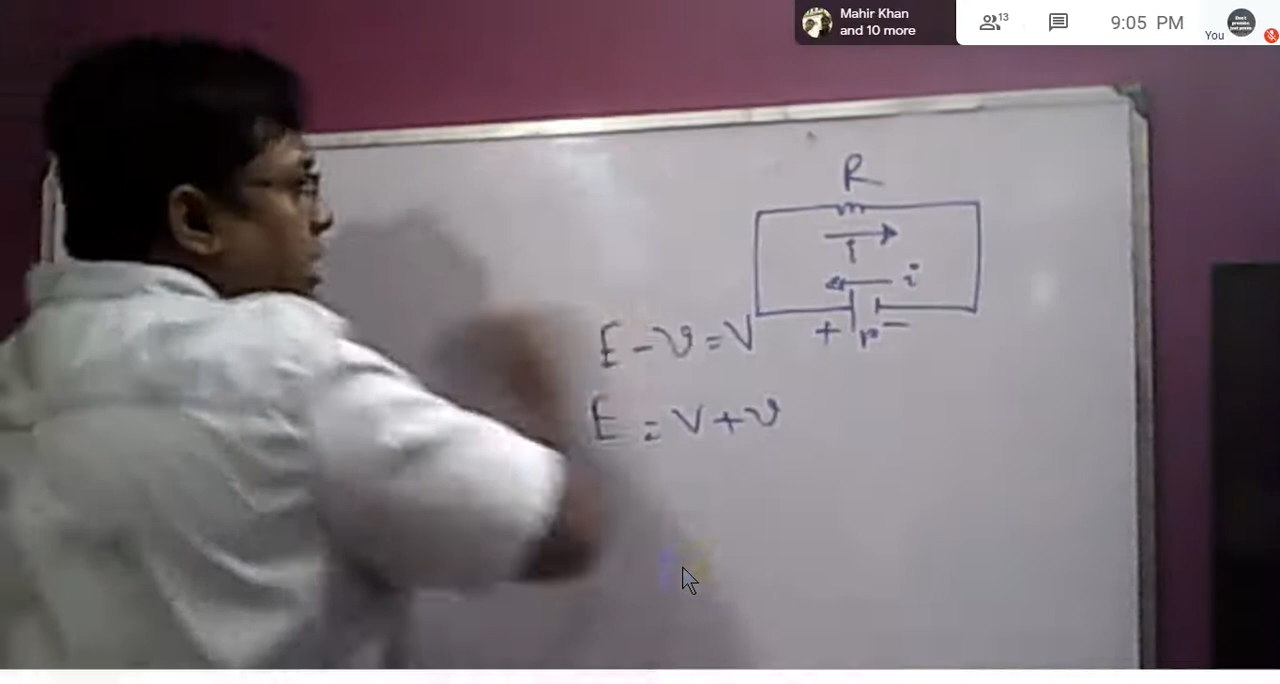 Mahir Khan
and 10 more
13
9:05 PM
You
R
i
+ r -
E - v = V
E = V + v